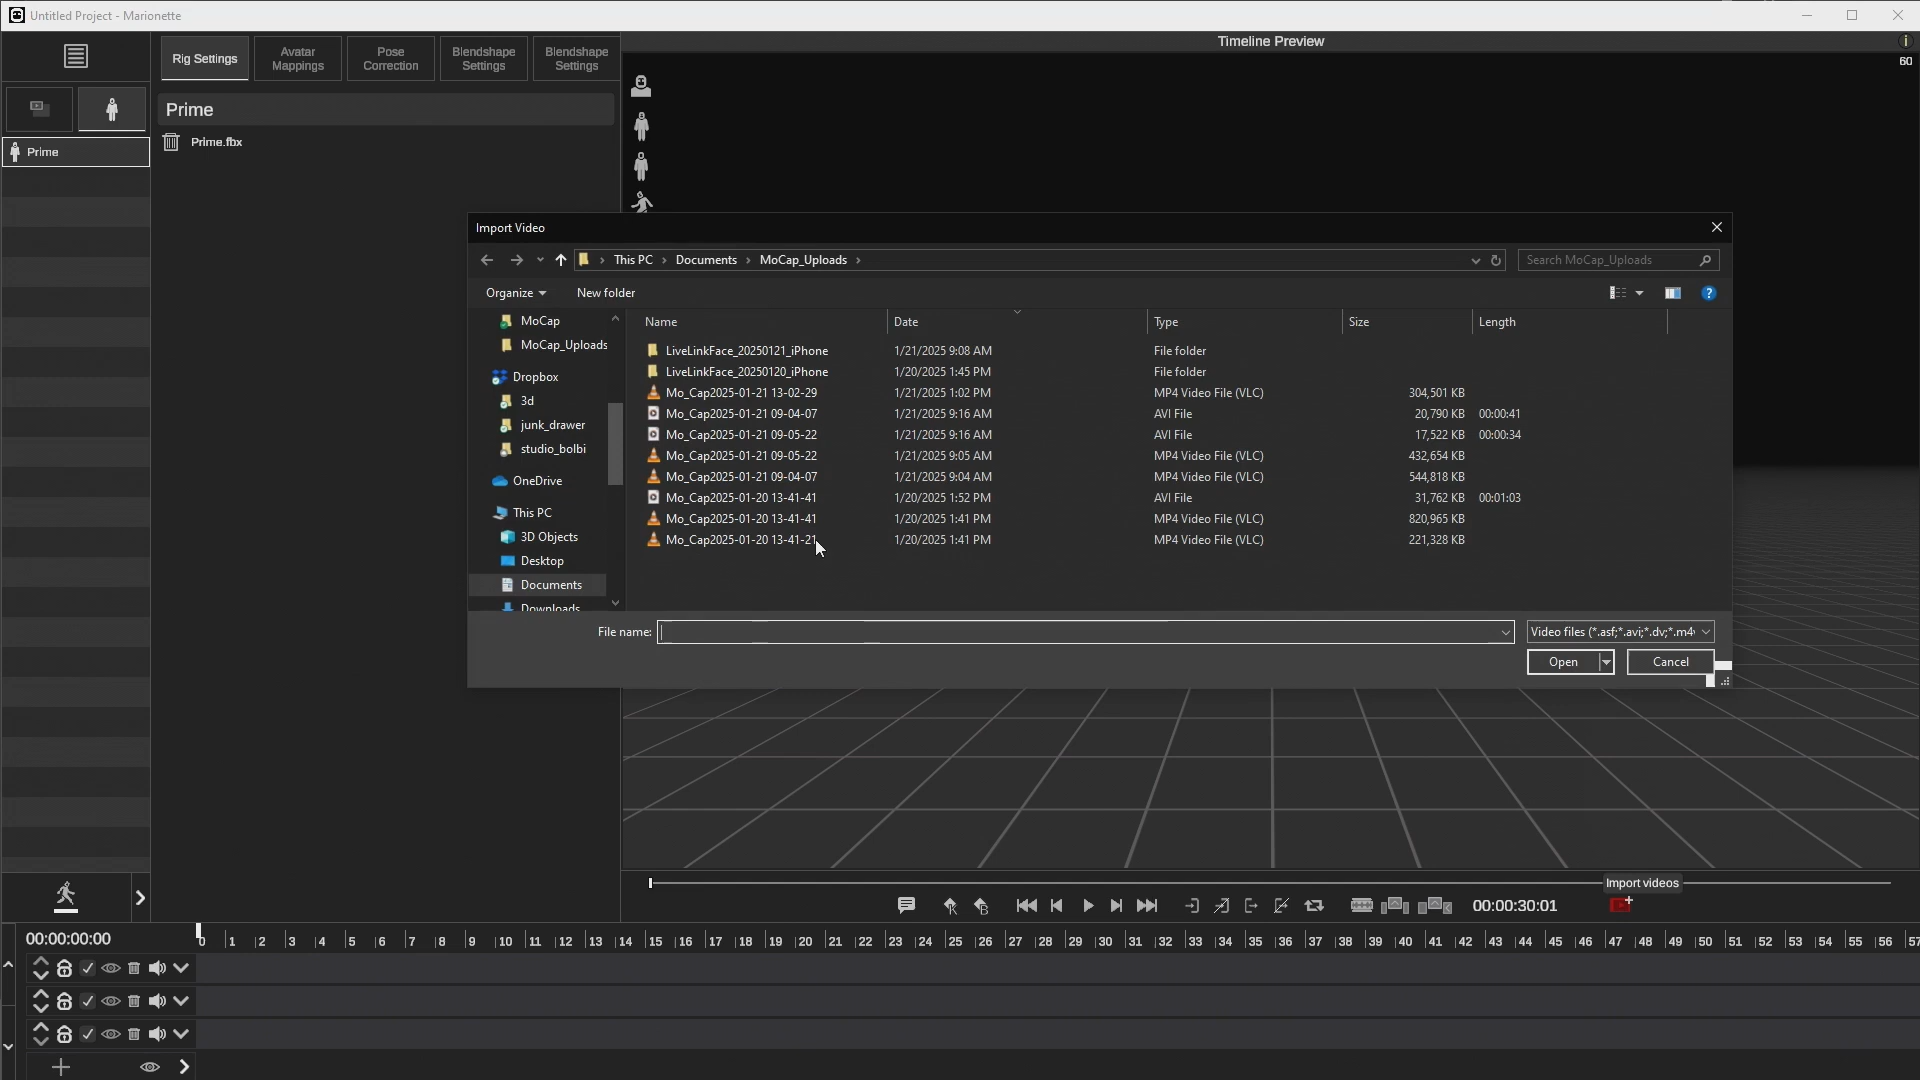 Untitled Project - Marionette
Rig Settings
Avatar
Mappings
Pose
Correction
Blendshape
Settings
Blendshape
Settings
Timeline Preview
60
Prime
Prime
Prime.fbx
Import Video
This PC > Documents > MoCap_Uploads >
Search MoCap_Uploads
Organize
New folder
MoCap
MoCap_Uploads
Dropbox
3d
junk_drawer
studio_bolbi
OneDrive
This PC
3D Objects
Desktop
Documents
Downloads
Name Date Type Size Length
LiveLinkFace_20250121_iPhone 1/21/2025 9:08 AM File folder
LiveLinkFace_20250120_iPhone 1/20/2025 1:45 PM File folder
Mo_Cap2025-01-21 13-02-29 1/21/2025 1:02 PM MP4 Video File (VLC) 304,501 KB
Mo_Cap2025-01-21 09-04-07 1/21/2025 9:16 AM AVI File 20,790 KB 00:00:41
Mo_Cap2025-01-21 09-05-22 1/21/2025 9:16 AM AVI File 17,522 KB 00:00:34
Mo_Cap2025-01-21 09-05-22 1/21/2025 9:05 AM MP4 Video File (VLC) 432,654 KB
Mo_Cap2025-01-21 09-04-07 1/21/2025 9:04 AM MP4 Video File (VLC) 544,818 KB
Mo_Cap2025-01-20 13-41-41 1/20/2025 1:52 PM AVI File 31,762 KB 00:01:03
Mo_Cap2025-01-20 13-41-41 1/20/2025 1:41 PM MP4 Video File (VLC) 820,965 KB
Mo_Cap2025-01-20 13-41-21 1/20/2025 1:41 PM MP4 Video File (VLC) 221,328 KB
File name:
Video files (*.asf;*.avi;*.dv;*.m4v
Open
Cancel
Import videos
00:00:30:01
00:00:00:00
0 1 2 3 4 5 6 7 8 9 10 11 12 13 14 15 16 17 18 19 20 21 22 23 24 25 26 27 28 29 30 31 32 33 34 35 36 37 38 39 40 41 42 43 44 45 46 47 48 49 50 51 52 53 54 55 56 57